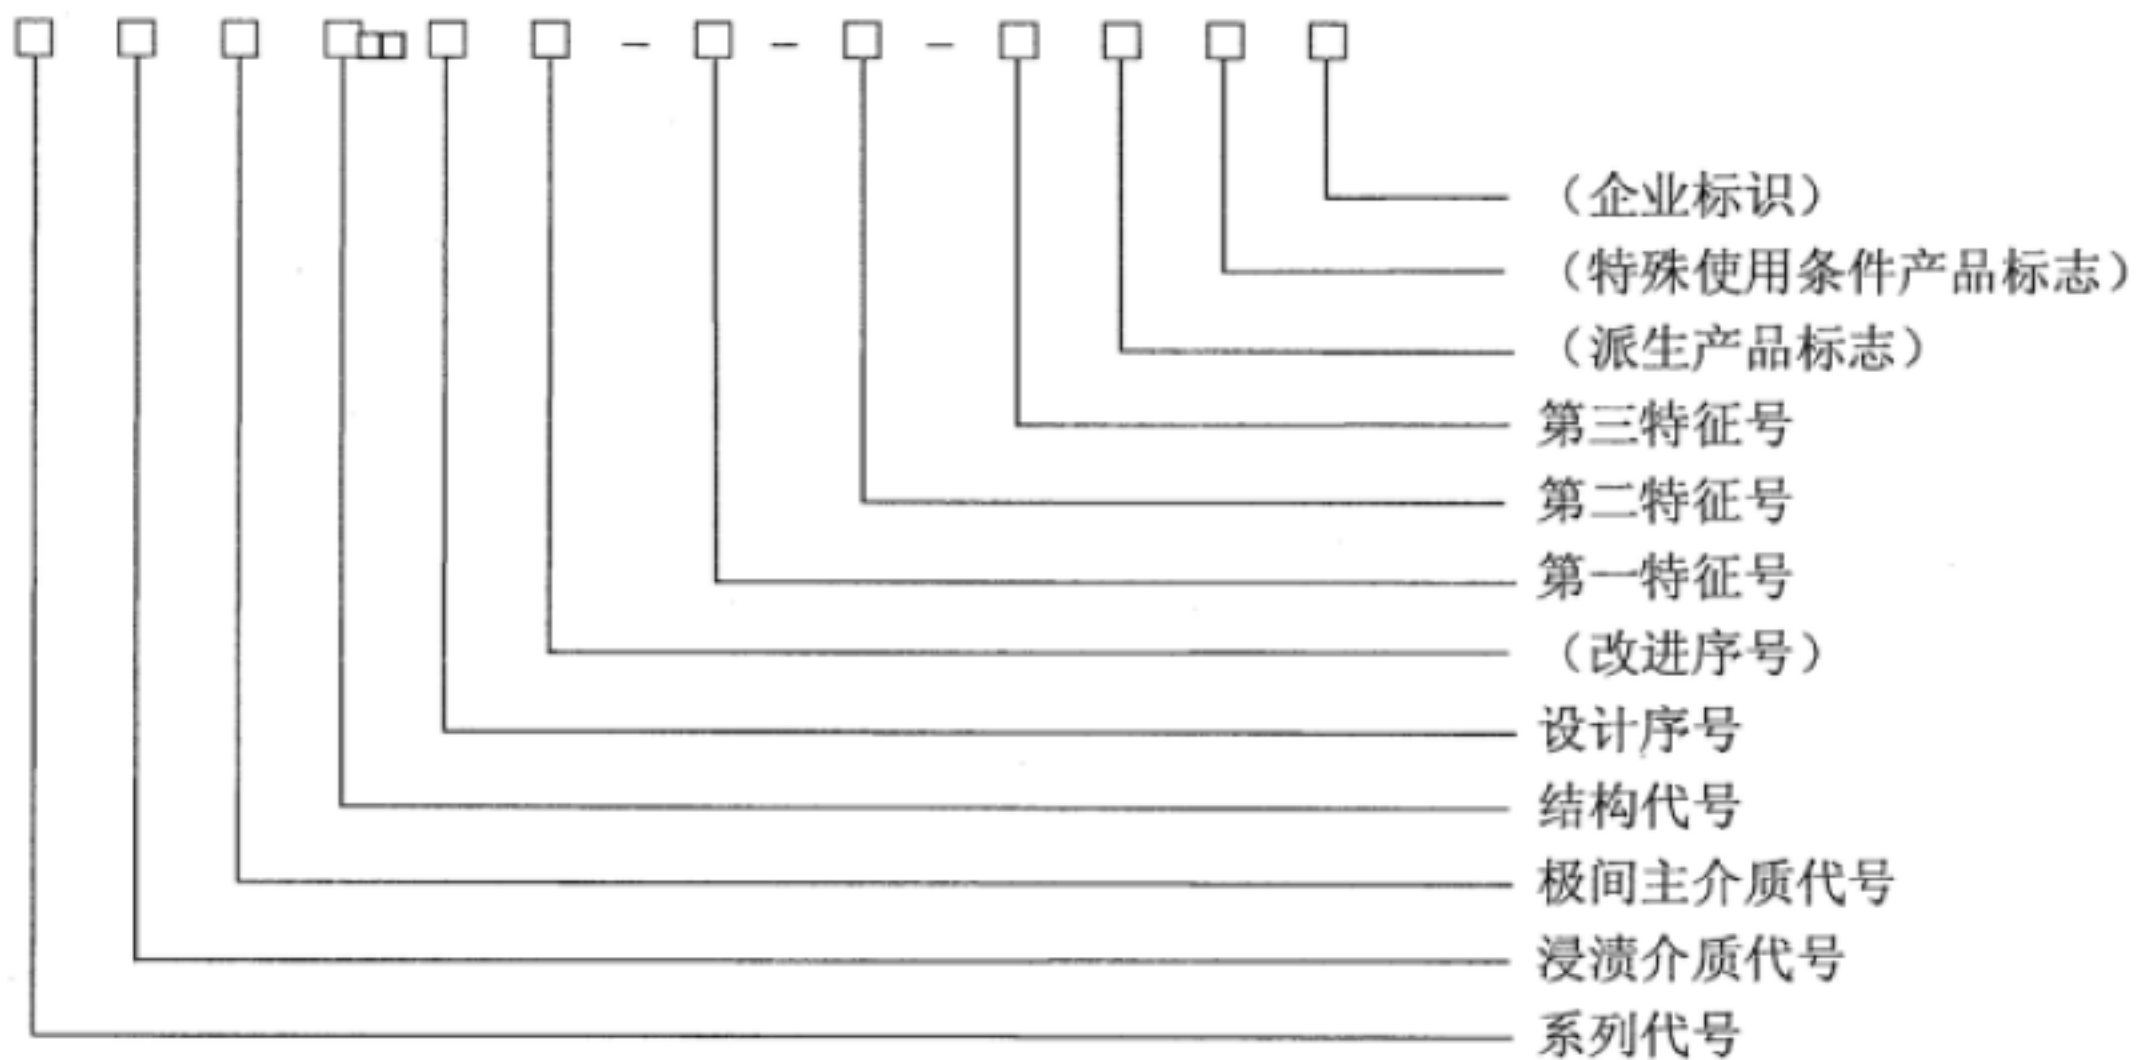 □ □ □ □□□ □ □ - □ - □ - □ □ □ □
（企业标识）
（特殊使用条件产品标志）
（派生产品标志）
第三特征号
第二特征号
第一特征号
（改进序号）
设计序号
结构代号
极间主介质代号
浸渍介质代号
系列代号